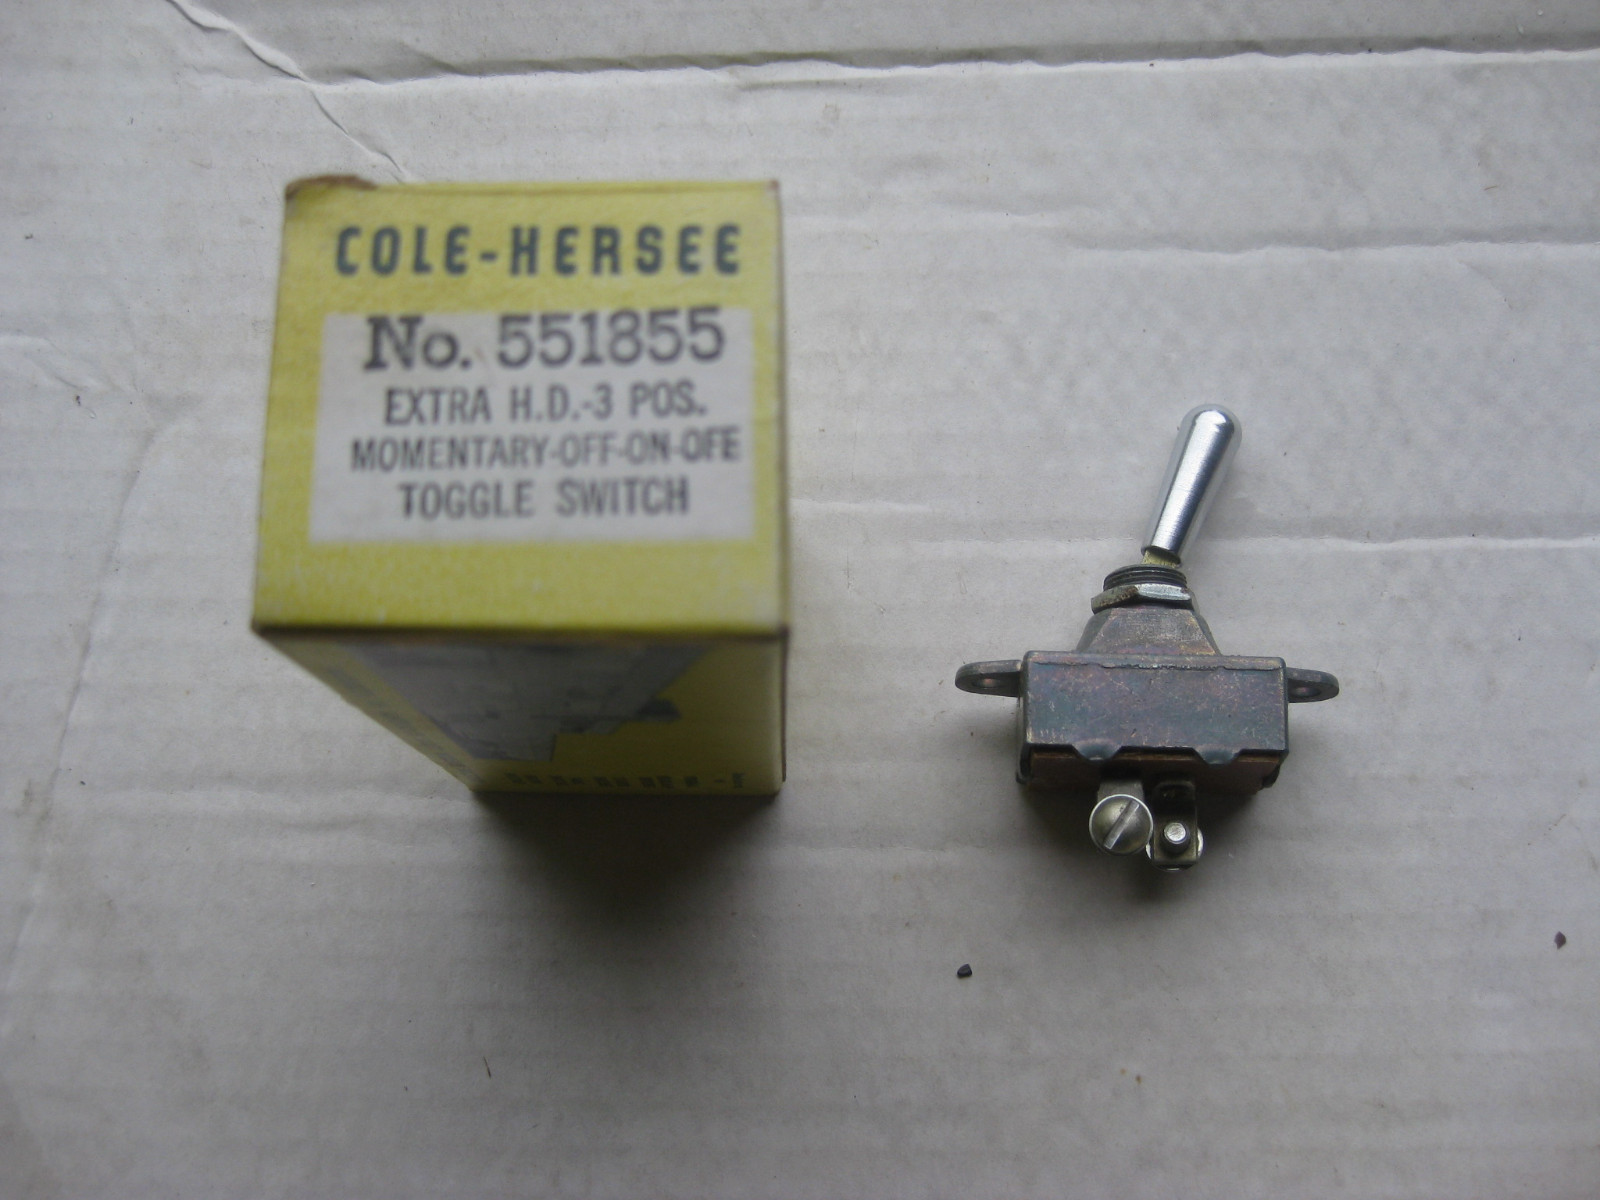 COLE-HERSEE
No. 551855
EXTRA H.D.-3 POS.
MOMENTARY-OFF-ON-OFF
TOGGLE SWITCH